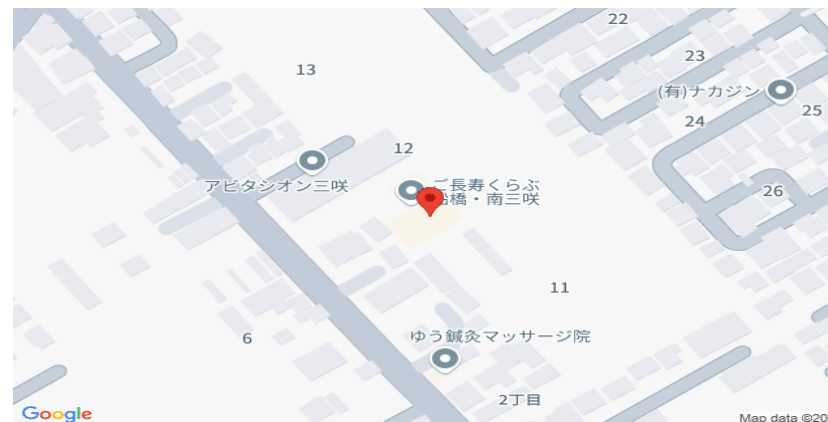 22
13
23
(有)ナカジン
25
24
12
アビタシオン三咲
ご長寿くらぶ
船橋・南三咲
26
11
6
ゆう鍼灸マッサージ院
2丁目
Google
Map data ©20